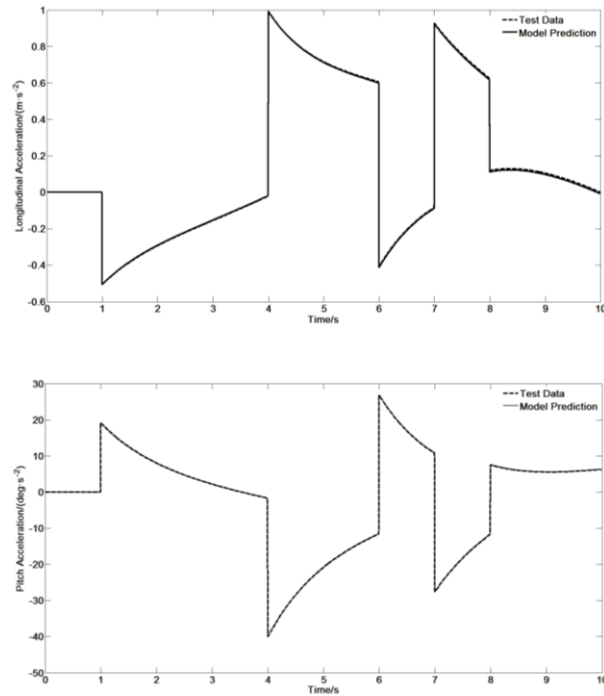 1
0.8
0.6
0.4
0.2
0
-0.2
-0.4
-0.6
Longitudinal Acceleration/(m·s⁻²)
Test Data
Model Prediction
0 1 2 3 4 5 6 7 8 9 10
Time/s
30
20
10
0
-10
-20
-30
-40
-50
Pitch Acceleration/(deg·s⁻²)
Test Data
Model Prediction
0 1 2 3 4 5 6 7 8 9 10
Time/s